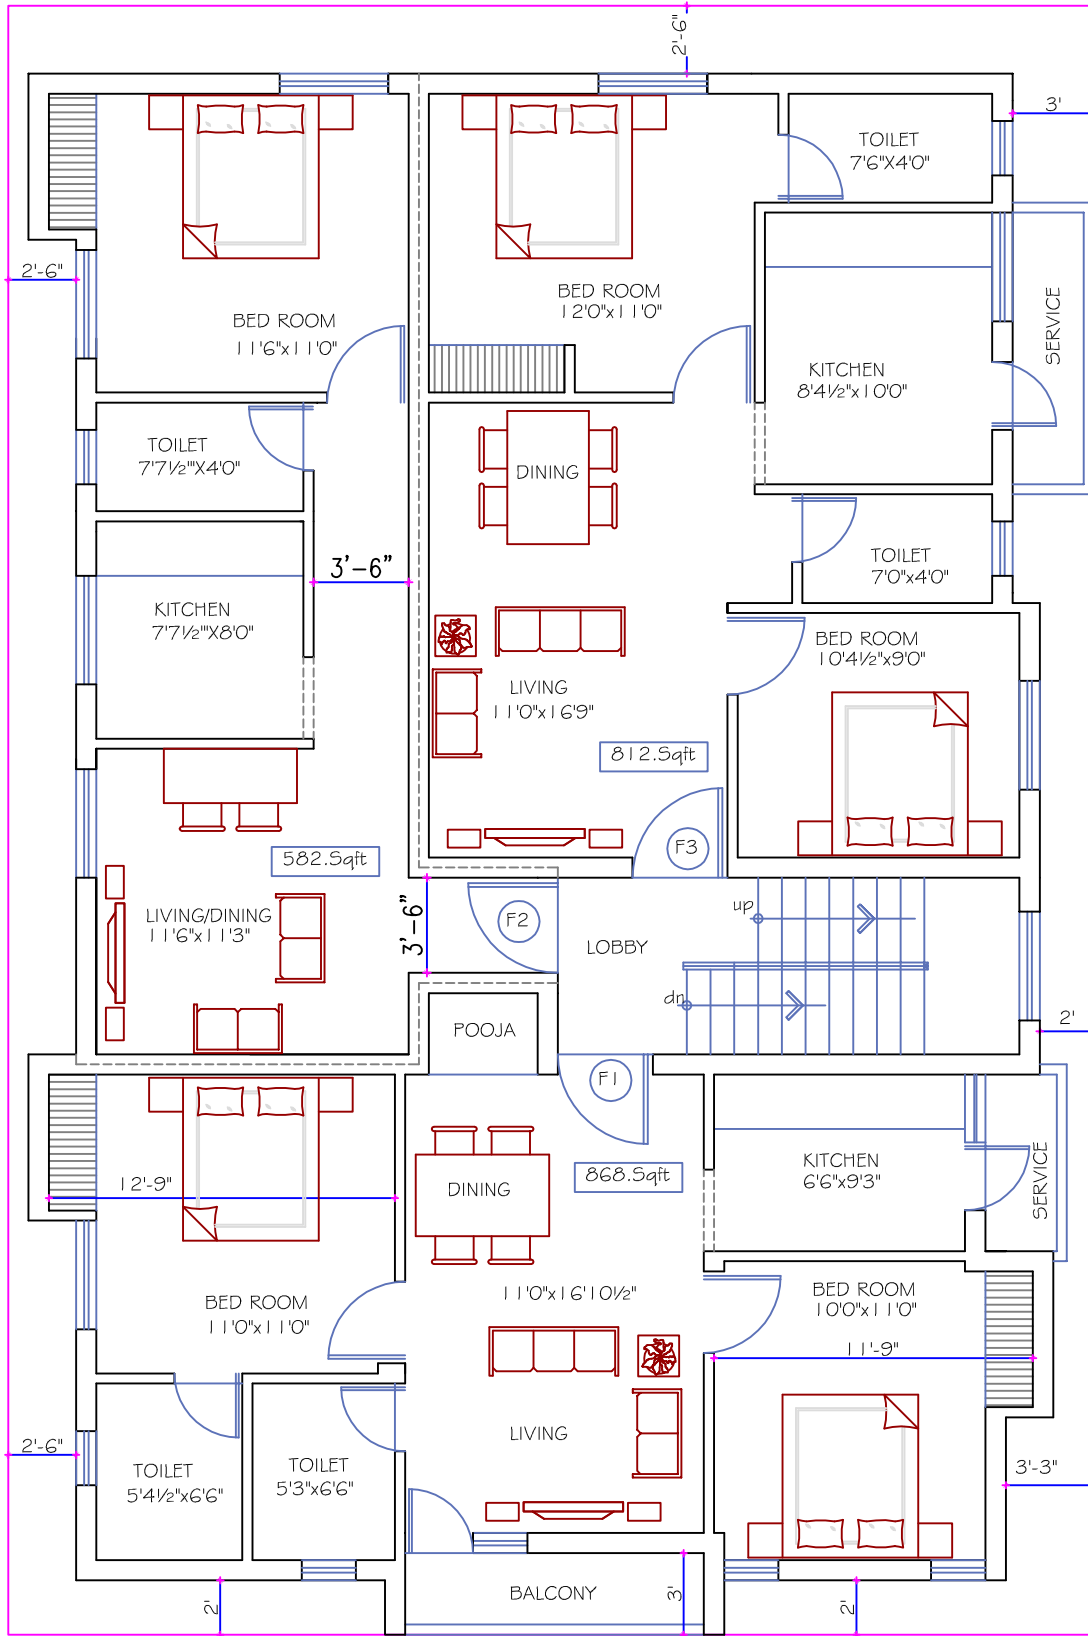 2'-6"
3'
TOILET
7'6"X4'0"
2'-6"
BED ROOM
12'0"x11'0"
BED ROOM
11'6"x11'0"
SERVICE
KITCHEN
8'4½"x10'0"
TOILET
7'7½"X4'0"
DINING
3'-6"
TOILET
7'0"x4'0"
KITCHEN
7'7½"X8'0"
BED ROOM
10'4½"x9'0"
LIVING
11'0"x16'9"
812.Sqft
F3
582.Sqft
LIVING/DINING
11'6"x11'3"
3'-6"
F2
up
LOBBY
dn
2'
POOJA
F1
868.Sqft
KITCHEN
6'6"x9'3"
SERVICE
12'-9"
DINING
11'0"x16'10½"
BED ROOM
11'0"x11'0"
BED ROOM
10'0"x11'0"
11'-9"
LIVING
2'-6"
TOILET
5'4½"x6'6"
TOILET
5'3"x6'6"
3'-3"
BALCONY
2'
3'
2'